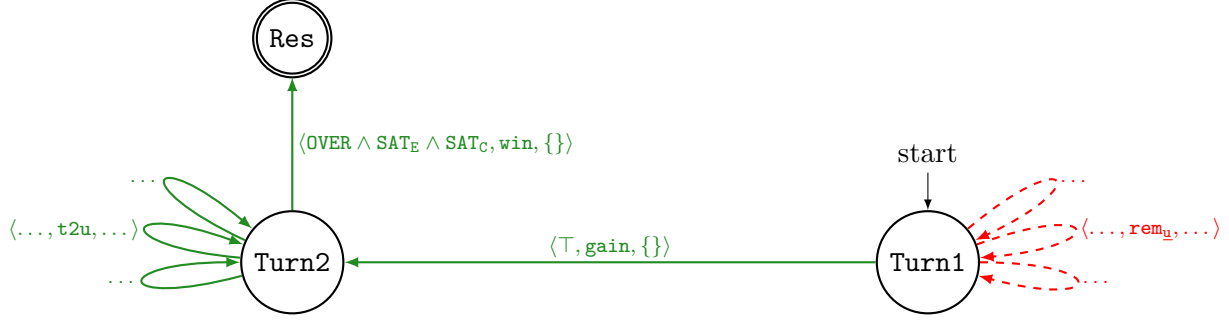 Res
⟨OVER ∧ SAT_E ∧ SAT_C, win, {}⟩
start
...
...
⟨..., t2u, ...⟩
⟨..., rem_u̲, ...⟩
⟨⊤, gain, {}⟩
Turn2
Turn1
...
...